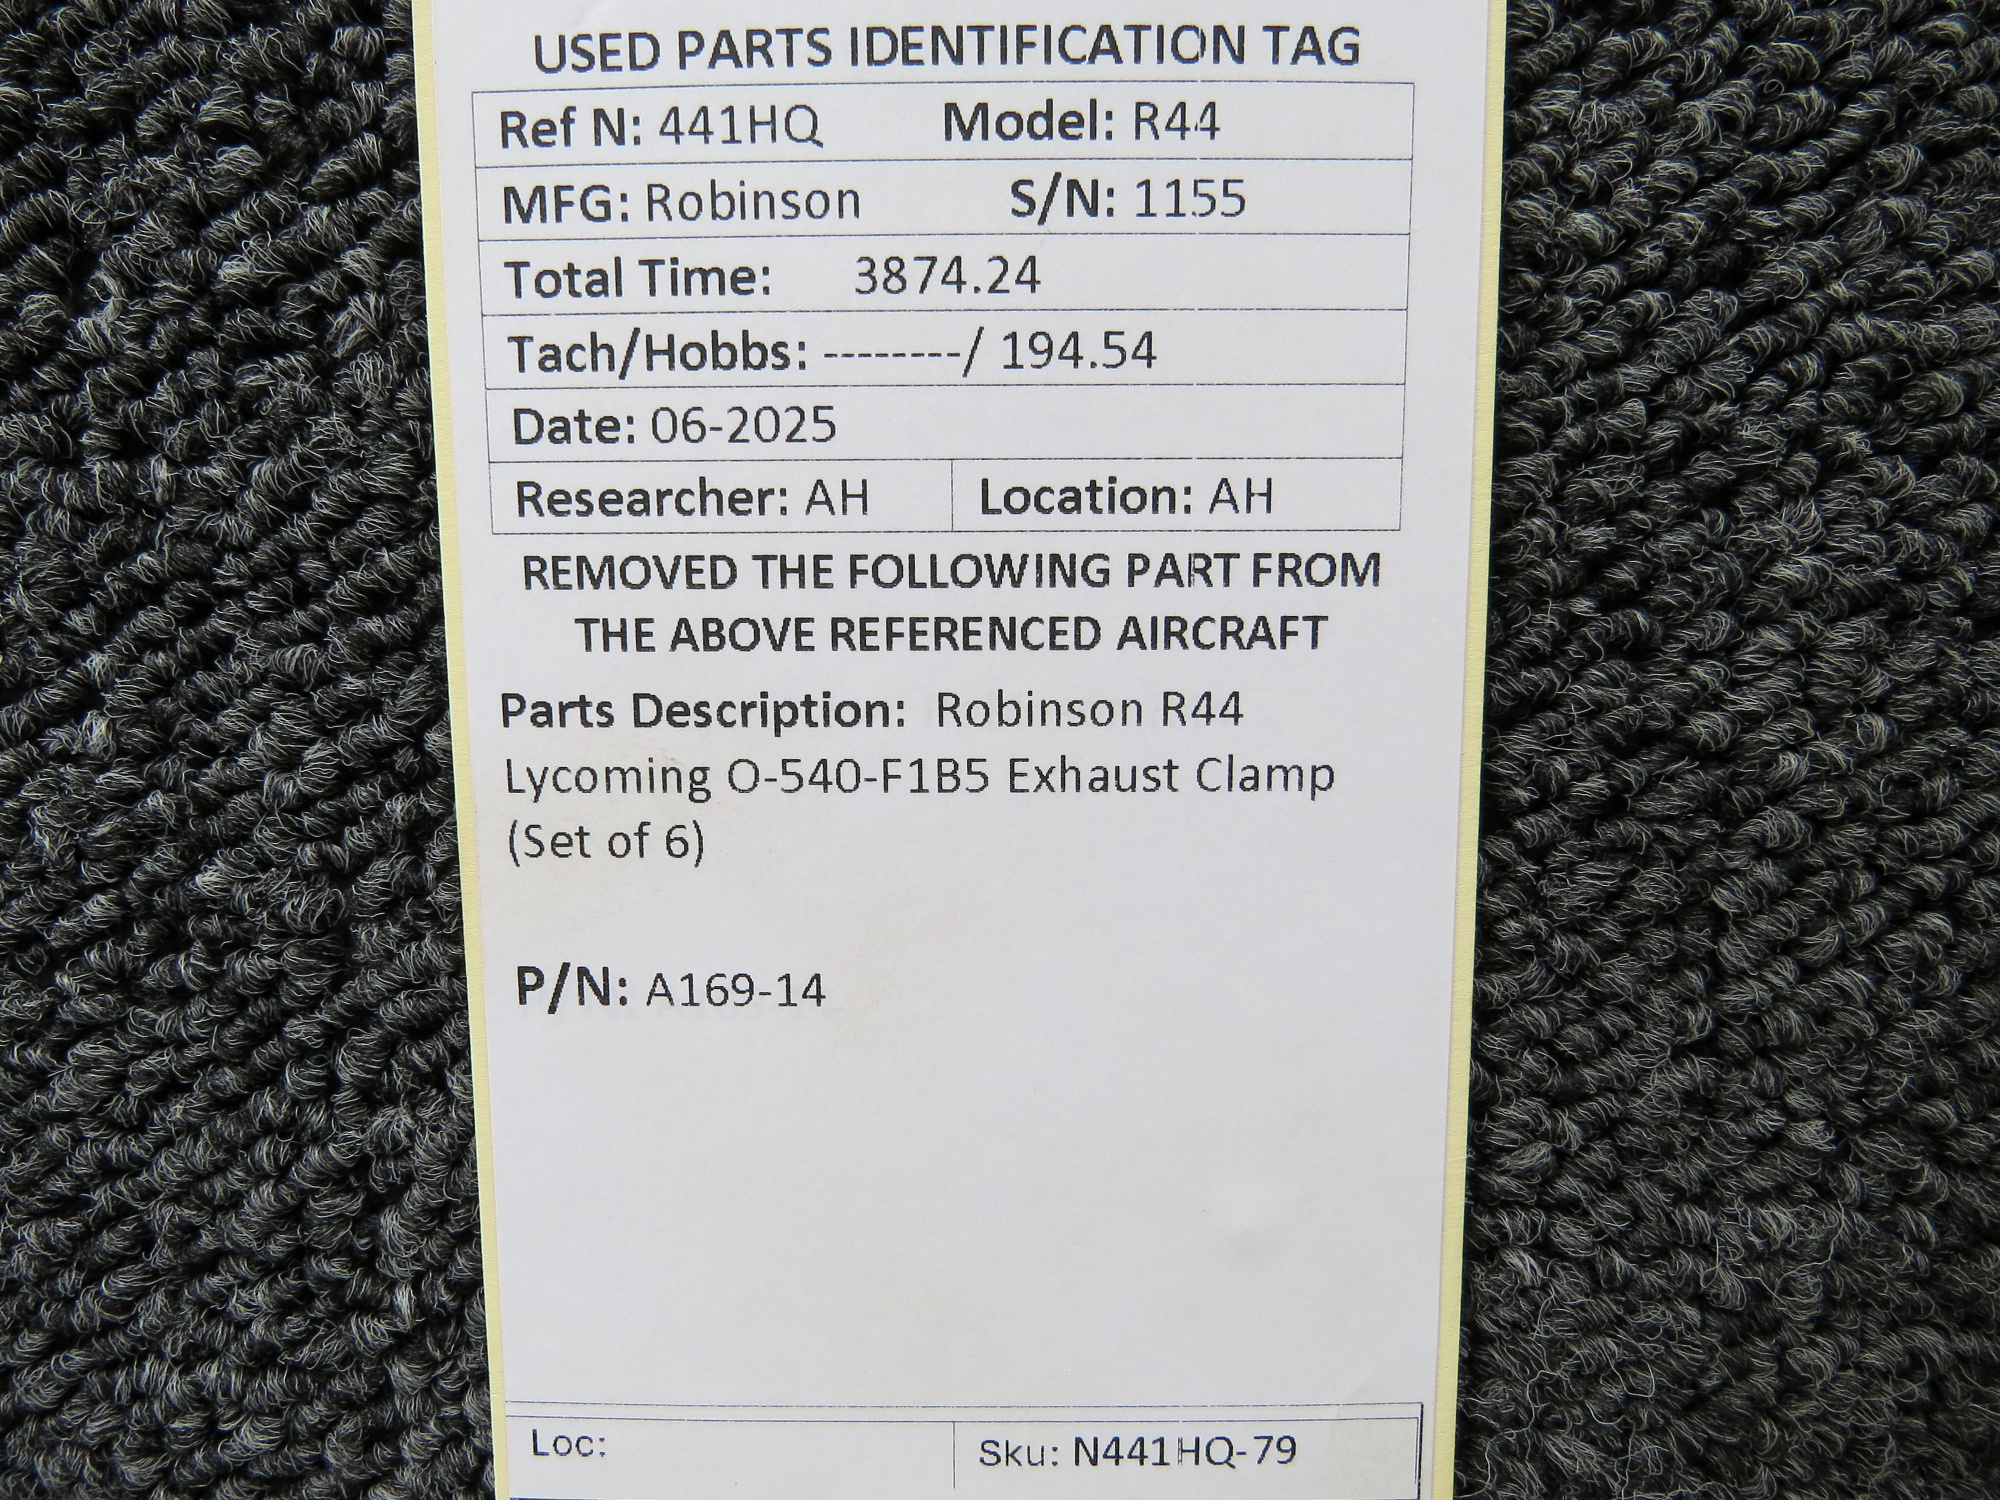 USED PARTS IDENTIFICATION TAG
Ref N: 441HQ Model: R44
MFG: Robinson S/N: 1155
Total Time: 3874.24
Tach/Hobbs: --------/ 194.54
Date: 06-2025
Researcher: AH Location: AH
REMOVED THE FOLLOWING PART FROM
THE ABOVE REFERENCED AIRCRAFT
Parts Description: Robinson R44
Lycoming O-540-F1B5 Exhaust Clamp
(Set of 6)
P/N: A169-14
Loc: Sku: N441HQ-79